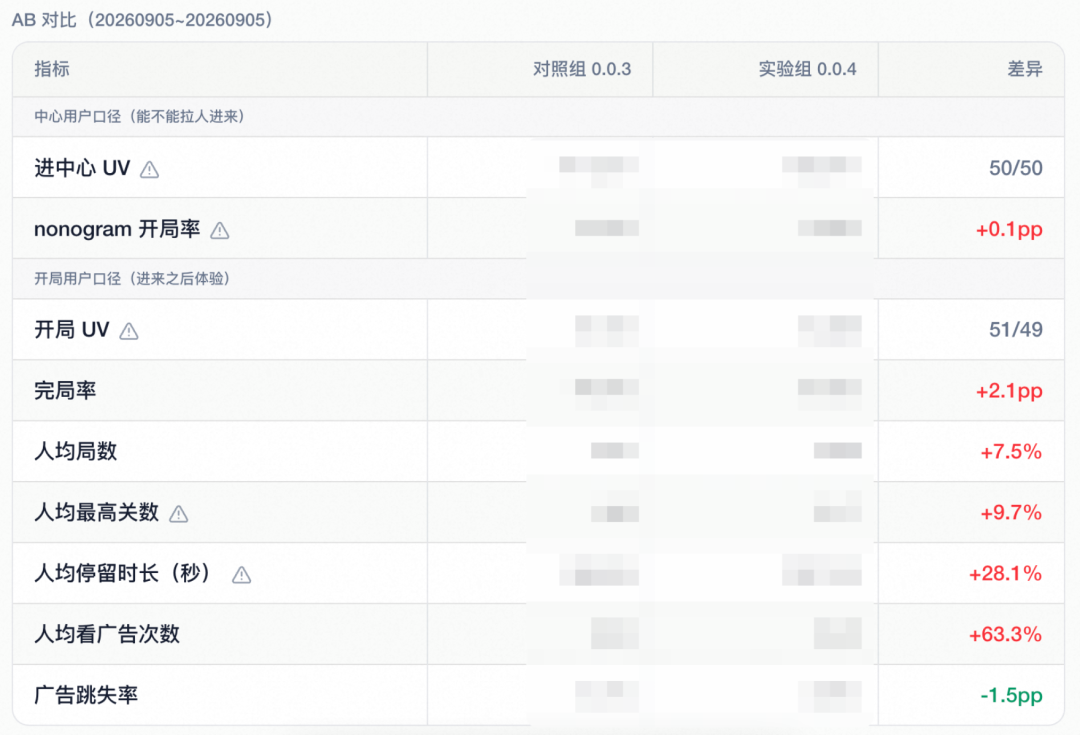 AB 对比（20260905~20260905）
指标 对照组 0.0.3 实验组 0.0.4 差异
中心用户口径（能不能拉人进来）
进中心 UV 50/50
nonogram 开局率 +0.1pp
开局用户口径（进来之后体验）
开局 UV 51/49
完局率 +2.1pp
人均局数 +7.5%
人均最高关数 +9.7%
人均停留时长（秒） +28.1%
人均看广告次数 +63.3%
广告跳失率 -1.5pp